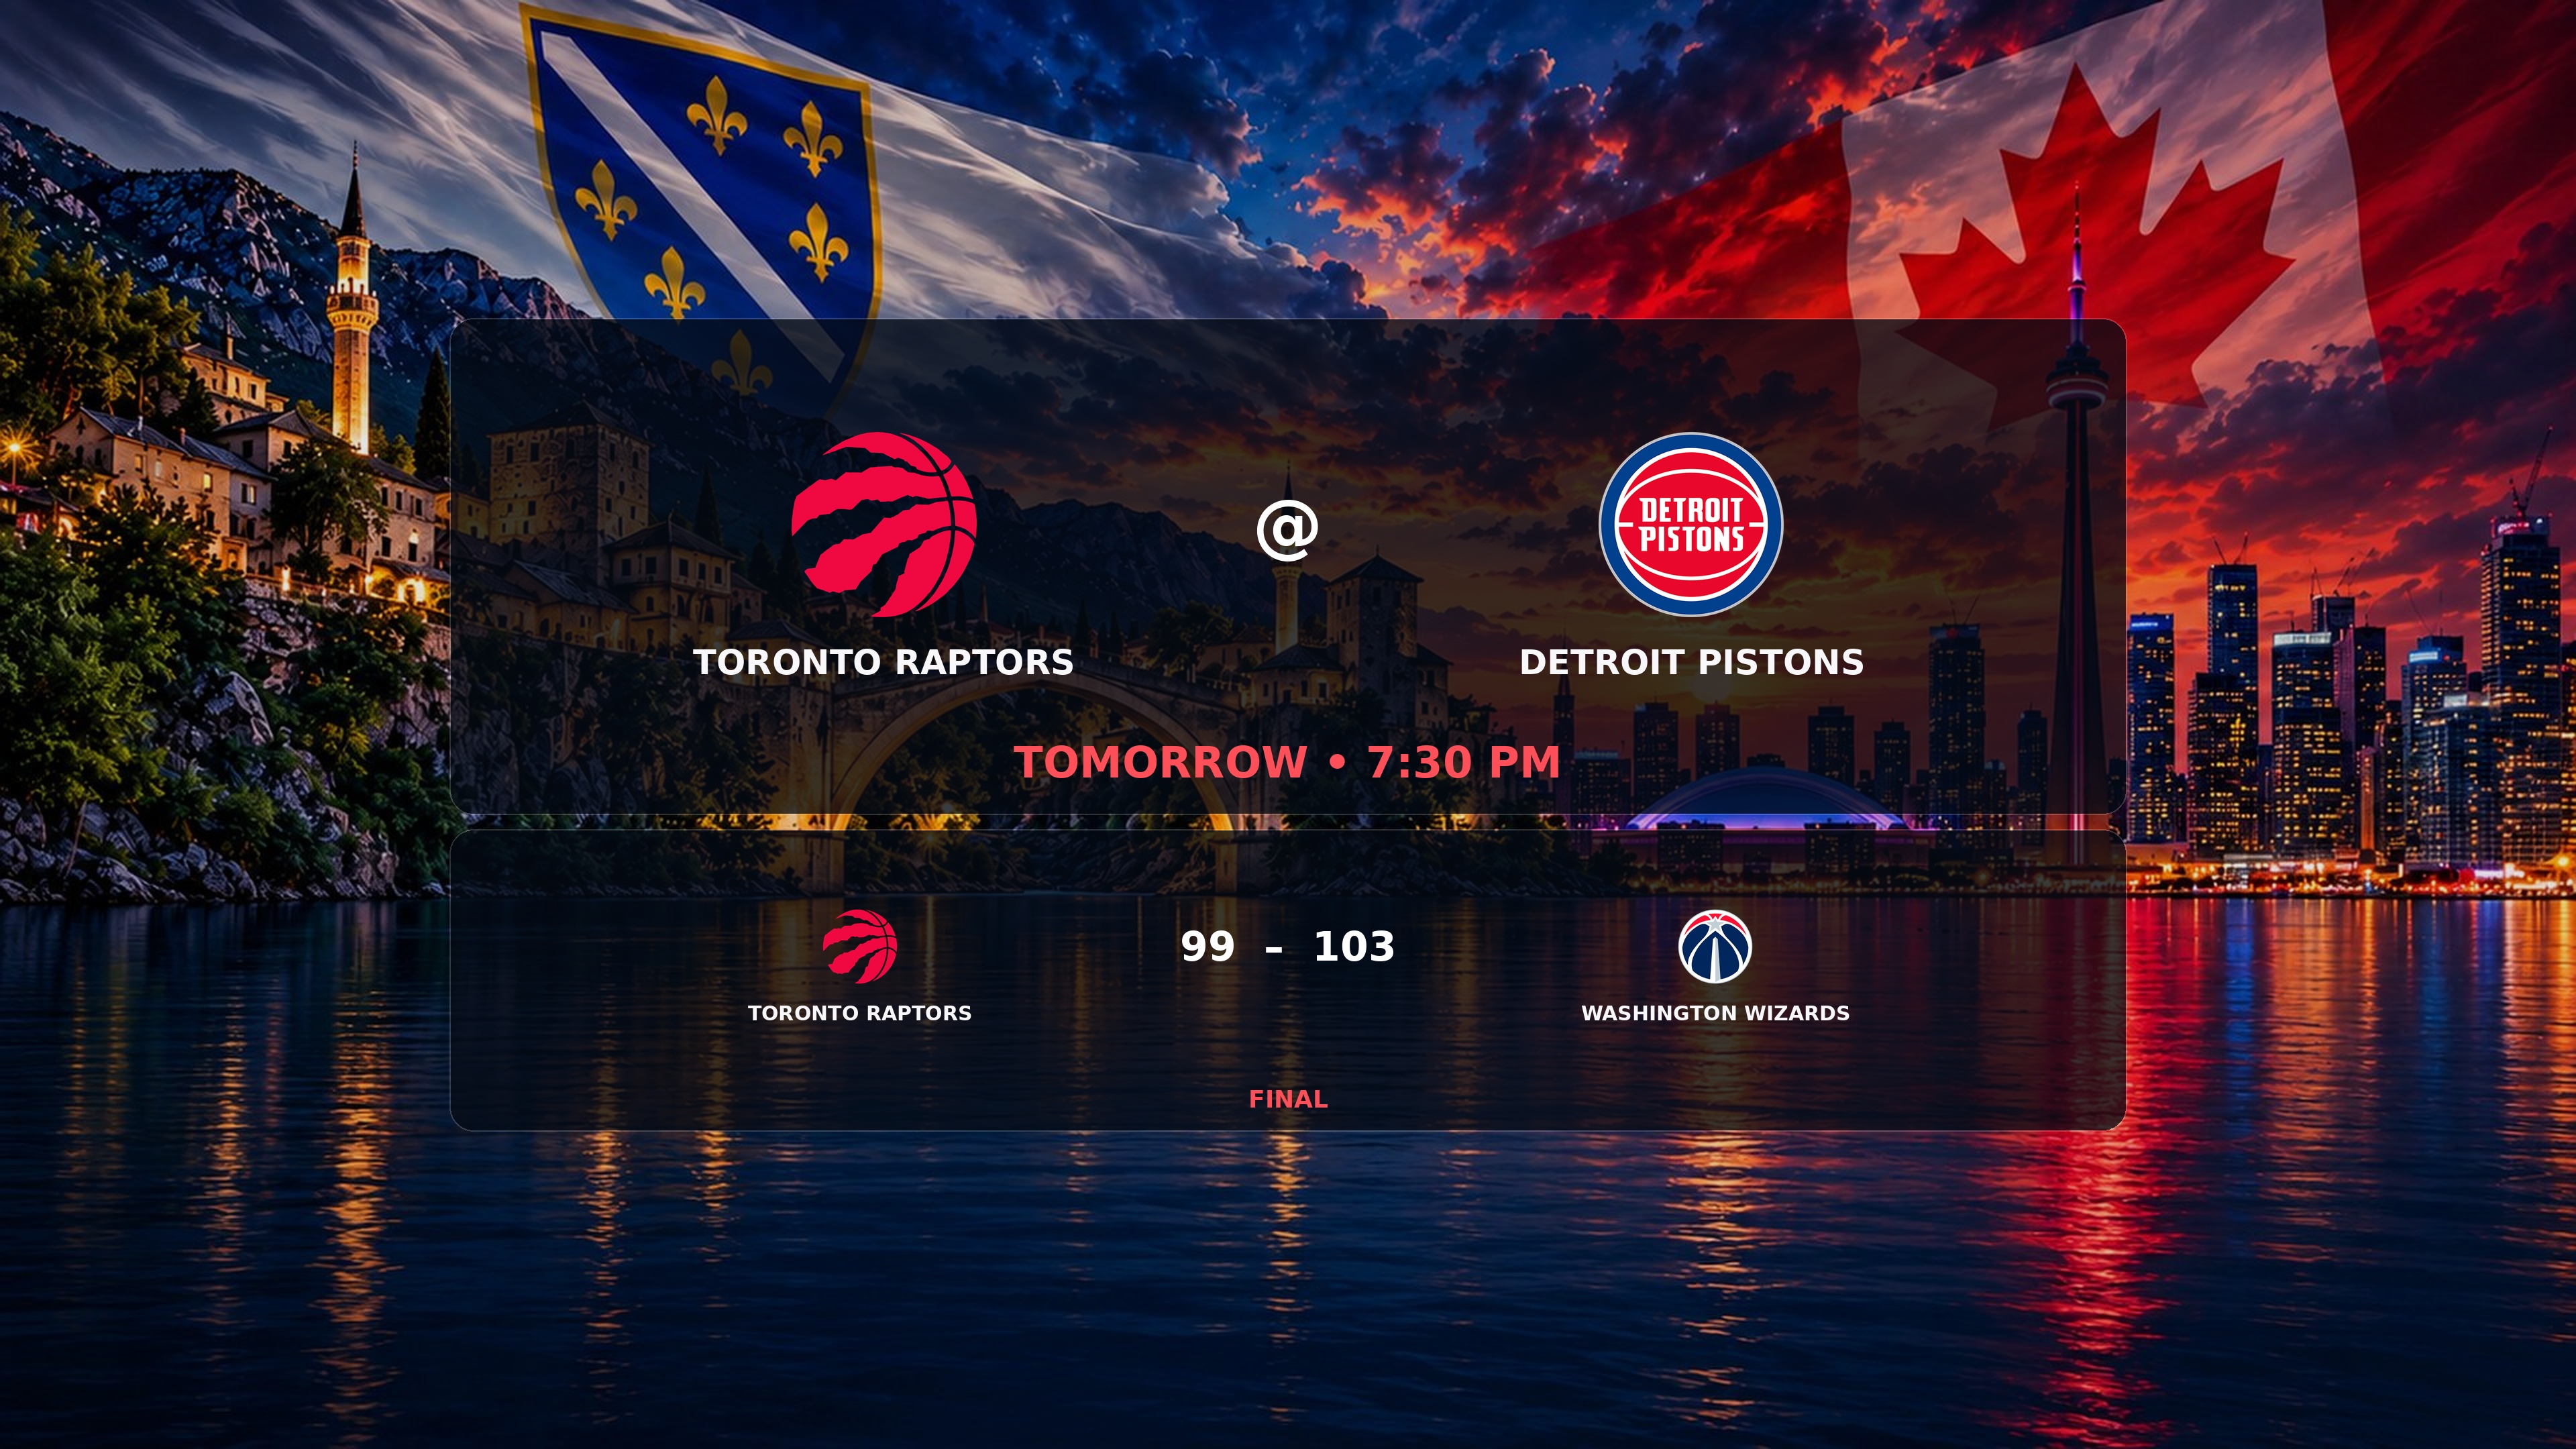 @
DETROIT
PISTONS
TORONTO RAPTORS
DETROIT PISTONS
TOMORROW • 7:30 PM
99 – 103
TORONTO RAPTORS
WASHINGTON WIZARDS
FINAL